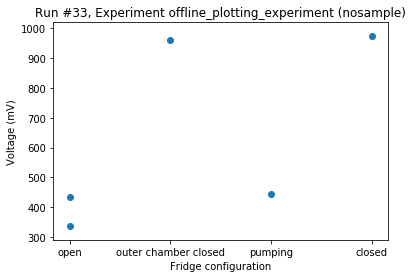 Run #33, Experiment offline_plotting_experiment (nosample)
1000
900
800
700
600
500
400
300
Voltage (mV)
open outer chamber closed pumping closed
Fridge configuration